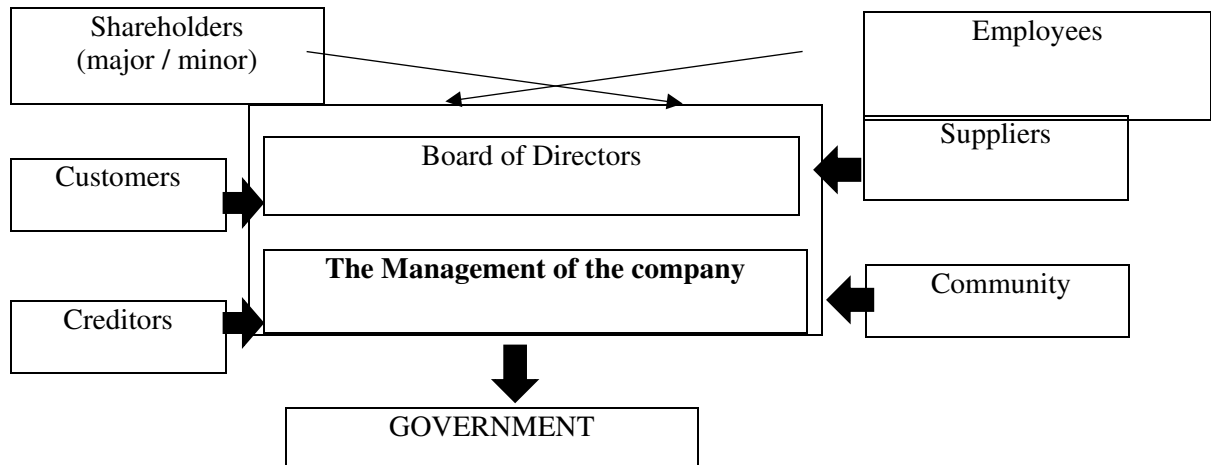 Shareholders
(major / minor)
Employees
Board of Directors
Suppliers
Customers
The Management of the company
Community
Creditors
GOVERNMENT